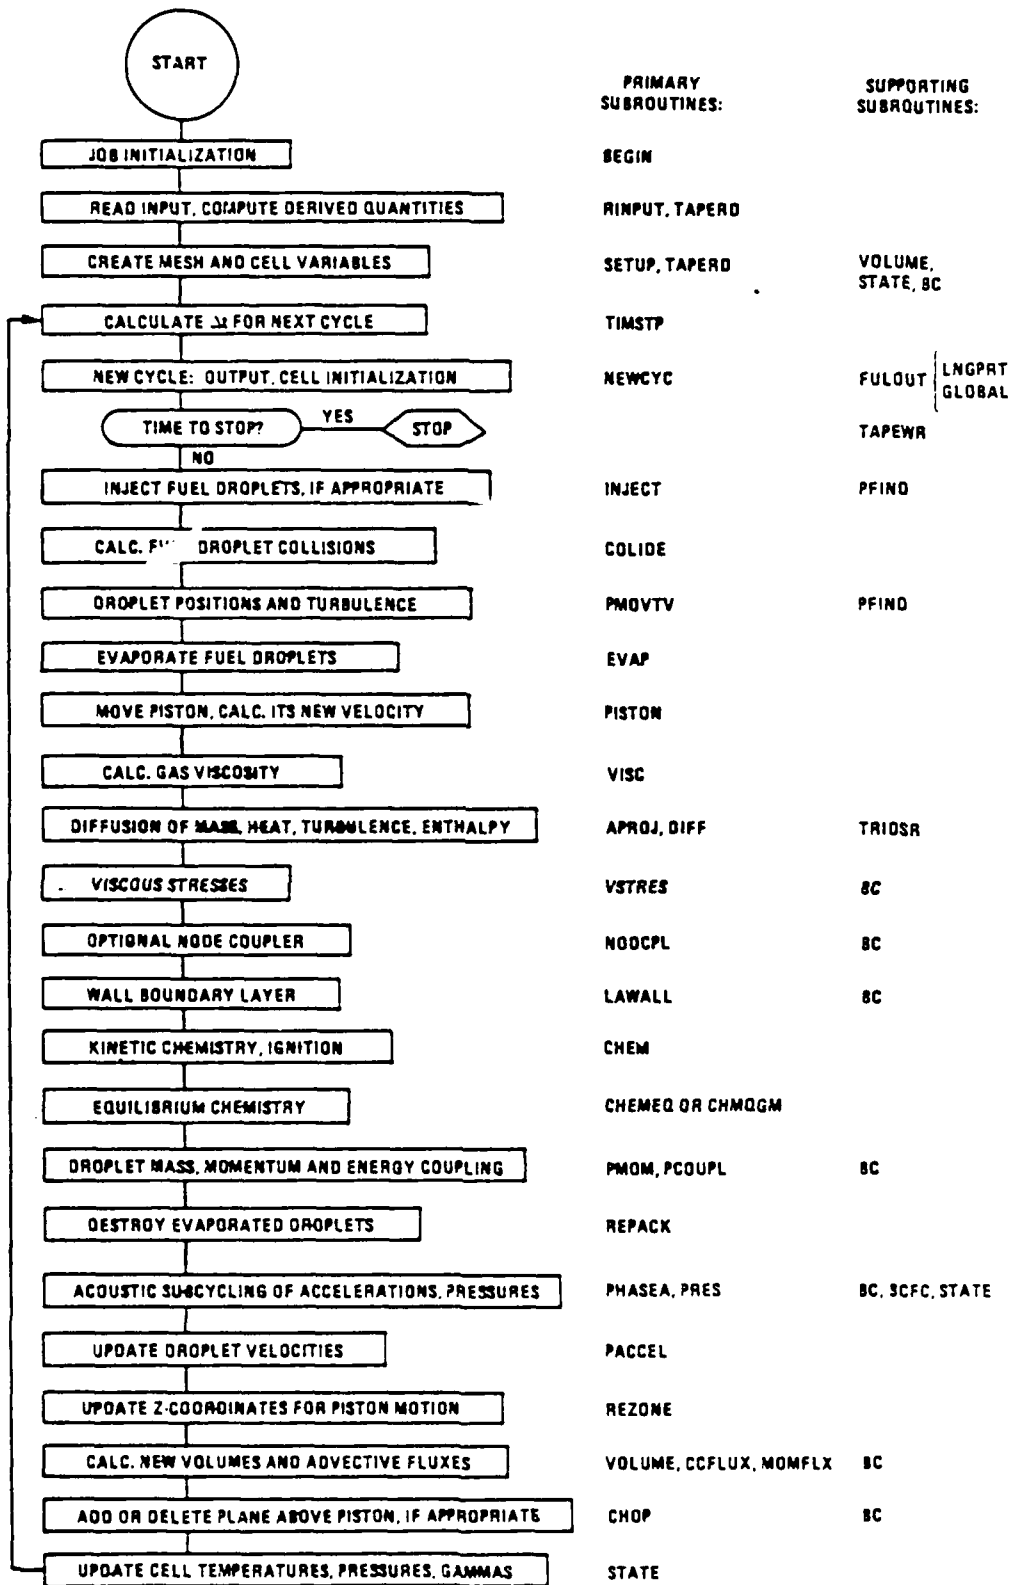 START
PRIMARY SUBROUTINES:
SUPPORTING SUBROUTINES:
JOB INITIALIZATION BEGIN
READ INPUT, COMPUTE DERIVED QUANTITIES RINPUT, TAPERD
CREATE MESH AND CELL VARIABLES SETUP, TAPERD VOLUME,
STATE, BC
CALCULATE Δt FOR NEXT CYCLE TIMSTP
NEW CYCLE: OUTPUT, CELL INITIALIZATION NEWCYC FULOUT LNGPRT
GLOBAL
TIME TO STOP? YES STOP TAPEWR
NO
INJECT FUEL DROPLETS, IF APPROPRIATE INJECT PFIND
CALC. DROPLET COLLISIONS COLIDE
DROPLET POSITIONS AND TURBULENCE PMOVTV PFIND
EVAPORATE FUEL DROPLETS EVAP
MOVE PISTON, CALC. ITS NEW VELOCITY PISTON
CALC. GAS VISCOSITY VISC
DIFFUSION OF MASS, HEAT, TURBULENCE, ENTHALPY APROJ, DIFF TRIDSR
VISCOUS STRESSES VSTRES BC
OPTIONAL NODE COUPLER NODCPL BC
WALL BOUNDARY LAYER LAWALL BC
KINETIC CHEMISTRY, IGNITION CHEM
EQUILIBRIUM CHEMISTRY CHEMEQ OR CHMQGM
DROPLET MASS, MOMENTUM AND ENERGY COUPLING PMOM, PCOUPL BC
DESTROY EVAPORATED DROPLETS REPACK
ACOUSTIC SUBCYCLING OF ACCELERATIONS, PRESSURES PHASEA, PRES BC, SCFC, STATE
UPDATE DROPLET VELOCITIES PACCEL
UPDATE Z-COORDINATES FOR PISTON MOTION REZONE
CALC. NEW VOLUMES AND ADVECTIVE FLUXES VOLUME, CCFLUX, MOMFLX BC
ADD OR DELETE PLANE ABOVE PISTON, IF APPROPRIATE CHOP BC
UPDATE CELL TEMPERATURES, PRESSURES, GAMMAS STATE